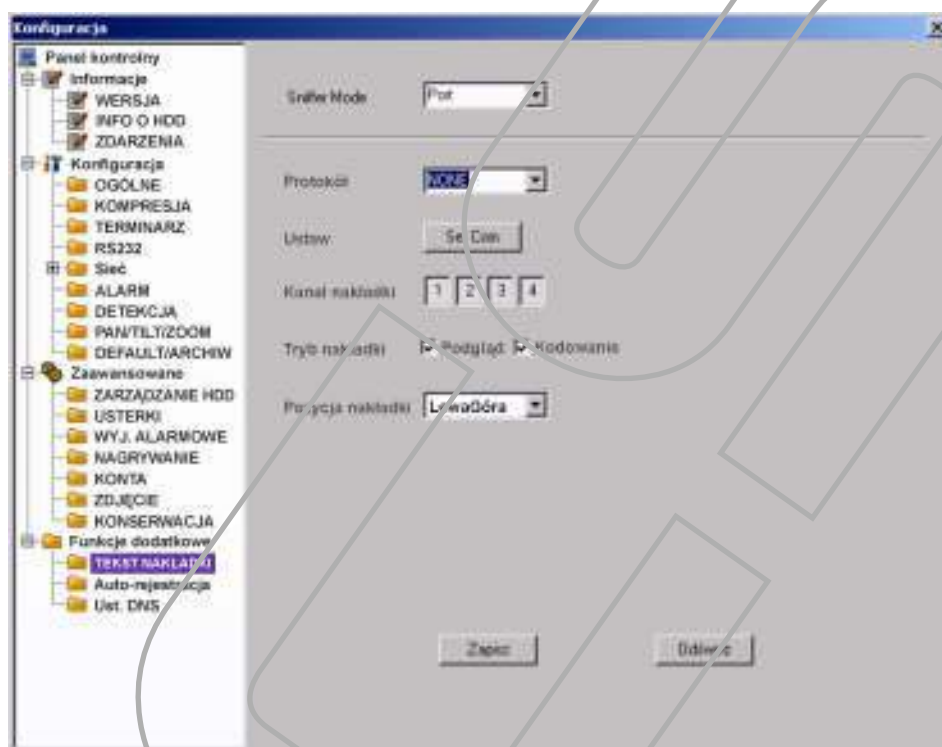 Konfiguracja
Panel kontrolny
Informacje
WERSJA
INFO O HDD
ZDARZENIA
Konfiguracja
OGÓLNE
KOMPRESJA
TERMINARZ
RS232
Sieć
ALARM
DETEKCJA
PAN/TILT/ZOOM
DEFAULT/ARCHIW
Zaawansowane
ZARZĄDZANIE HDD
USTERKI
WYJ. ALARMOWE
NAGRYWANIE
KONTA
ZDJĘCIE
KONSERWACJA
Funkcje dodatkowe
TEKST NAKŁADKI
Auto-rejestracja
Ust. DNS
Sniffer Mode Port
Protokół NONE
Ustaw Set Com
Kanał nakładki 1 2 3 4
Tryb nakładki Podgląd Kodowanie
Pozycja nakładki LewaGóra
Zapisz
Odśwież